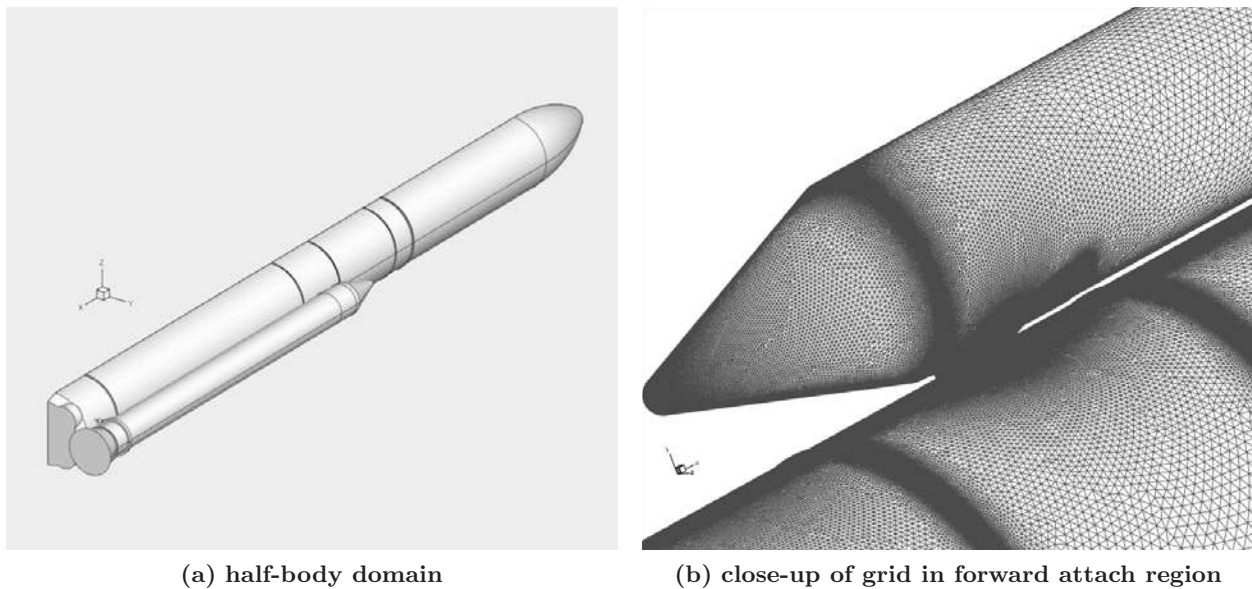 Z
X
Y
(a) half-body domain
(b) close-up of grid in forward attach region